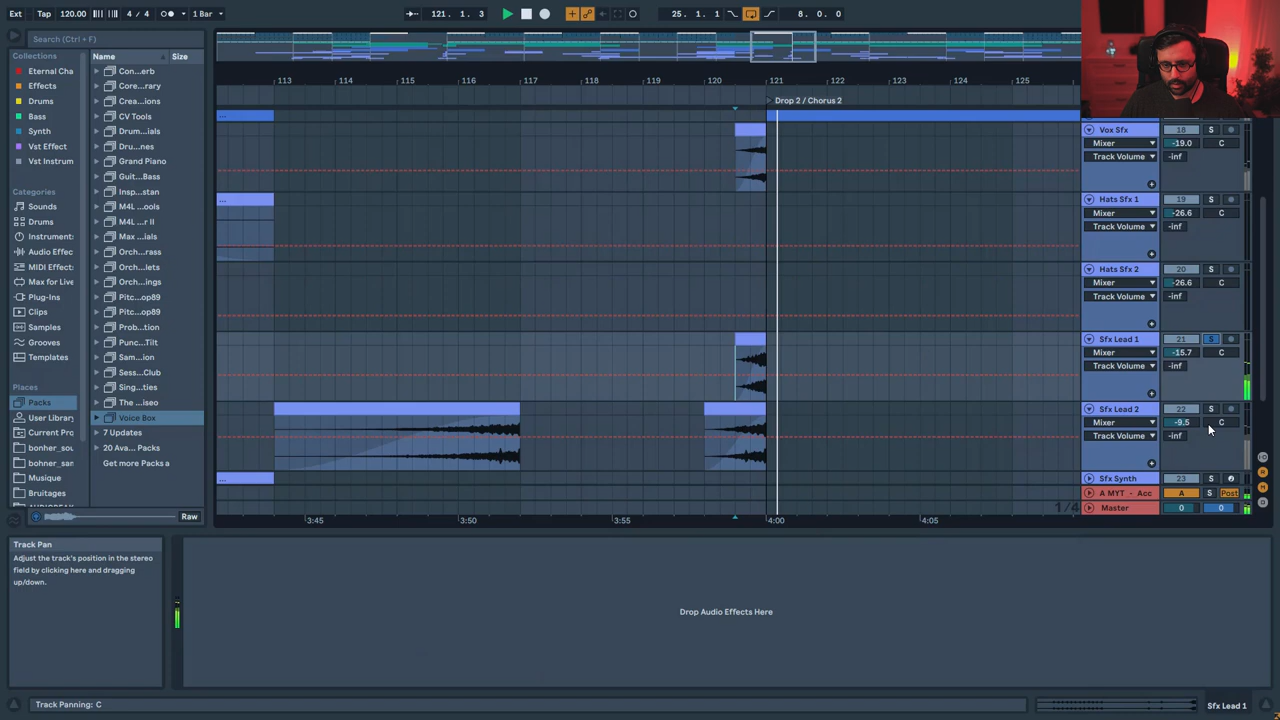 Ext Tap 120.00 4 / 4 1 Bar 121. 1. 3 25. 1. 1 8. 0. 0
Search (Ctrl + F)
Collections
Eternal Cha
Effects
Drums
Bass
Synth
Vst Effect
Vst Instrum
Categories
Sounds
Drums
Instruments
Audio Effec
MIDI Effects
Max for Live
Plug-Ins
Clips
Samples
Grooves
Templates
Places
Packs
User Library
Current Pro
bonher_sou
bohner_san
Musique
Bruitages
Name Size
Con...erb
Core...rary
Crea...ions
CV Tools
Drum...ials
Dru...nes
Grand Piano
Guit...Bass
Insp...stan
M4L ...ools
M4L ...r II
Max ...ials
Orch...rass
Orch...lets
Orch...ings
Pitc...op89
Pitc...op89
Prob...tion
Punc...Tilt
Sam...ion
Sess...Club
Sing...ties
The ...iseo
Voice Box
7 Updates
20 Ava... Packs
Get more Packs a
Raw
113 114 115 116 117 118 119 120 121 122 123 124 125
Drop 2 / Chorus 2
...
...
...
Vox Sfx 18 S
Mixer -19.0 C
Track Volume -inf
Hats Sfx 1 19 S
Mixer -26.6 C
Track Volume -inf
Hats Sfx 2 20 S
Mixer -26.6 C
Track Volume -inf
Sfx Lead 1 21 S
Mixer -15.7 C
Track Volume -inf
Sfx Lead 2 22 S
Mixer -9.5 C
Track Volume -inf
Sfx Synth 23 S
A MYT - Acc A S Post
1/4 Master 0 0
3:45 3:50 3:55 4:00 4:05
Track Pan
Adjust the track's position in the stereo
field by clicking here and dragging
up/down.
Drop Audio Effects Here
Track Panning: C
Sfx Lead 1